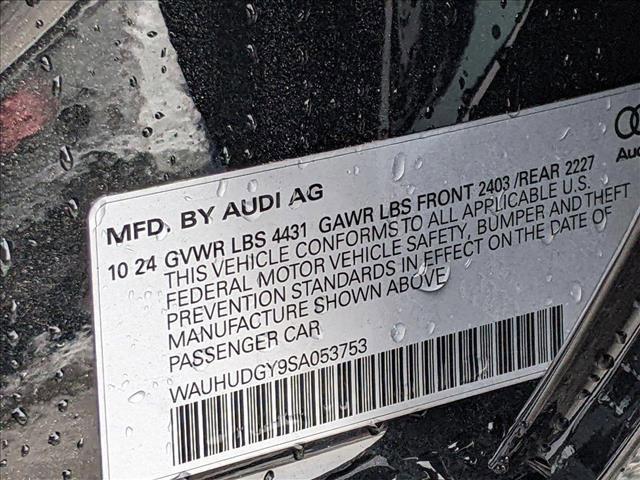 MFD. BY AUDI AG
10 24 GVWR LBS 4431 GAWR LBS FRONT 2403 /REAR 2227
THIS VEHICLE CONFORMS TO ALL APPLICABLE U.S.
FEDERAL MOTOR VEHICLE SAFETY, BUMPER AND THEFT
PREVENTION STANDARDS IN EFFECT ON THE DATE OF
MANUFACTURE SHOWN ABOVE
PASSENGER CAR
WAUHUDGY9SA053753